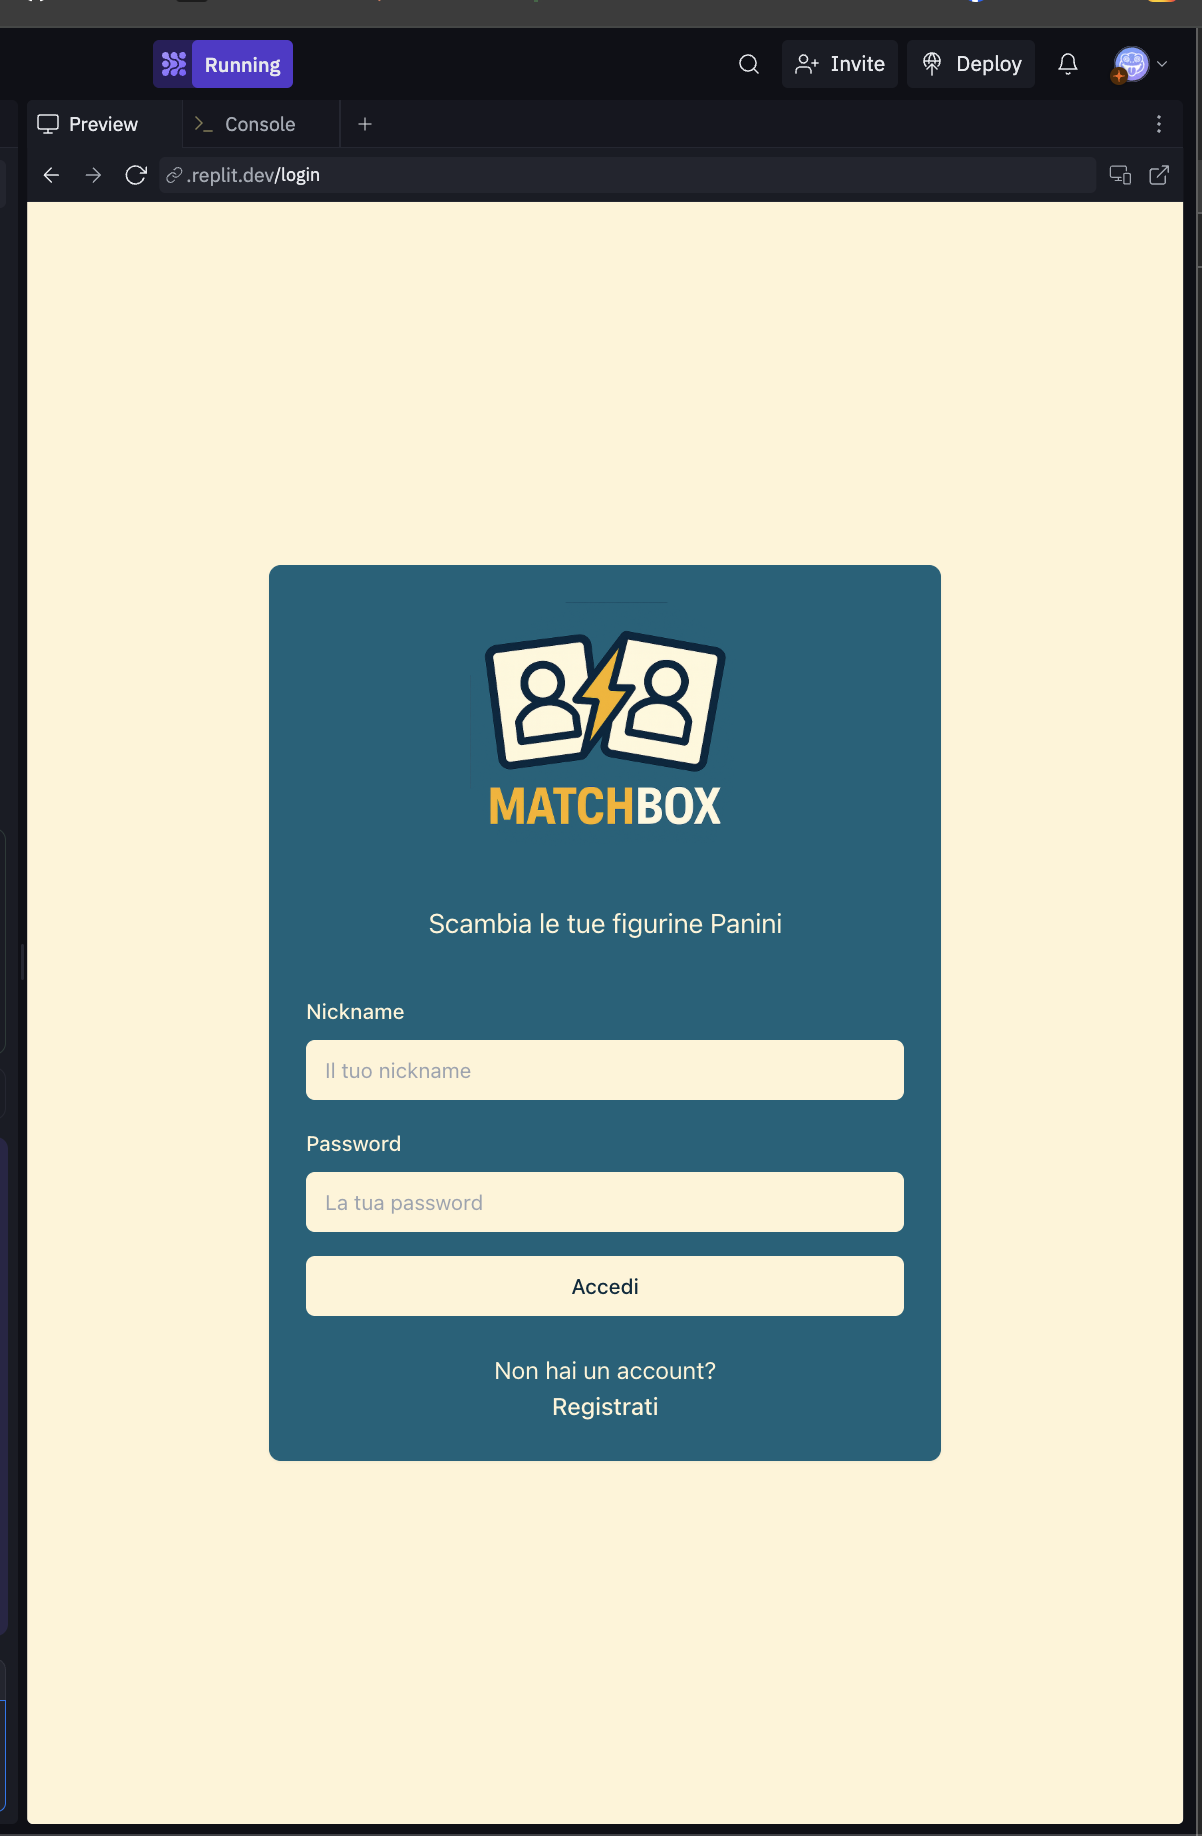 Running
Invite
Deploy
Preview
Console
.replit.dev/login
MATCHBOX
Scambia le tue figurine Panini
Nickname
Il tuo nickname
Password
La tua password
Accedi
Non hai un account?
Registrati